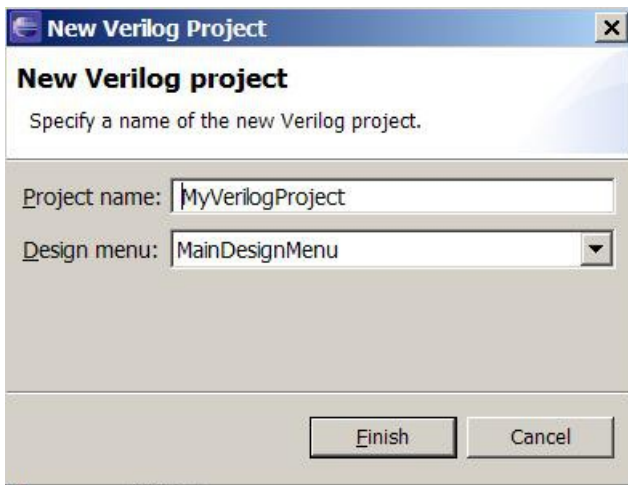 New Verilog Project
New Verilog project
Specify a name of the new Verilog project.
Project name: MyVerilogProject
Design menu: MainDesignMenu
Finish Cancel